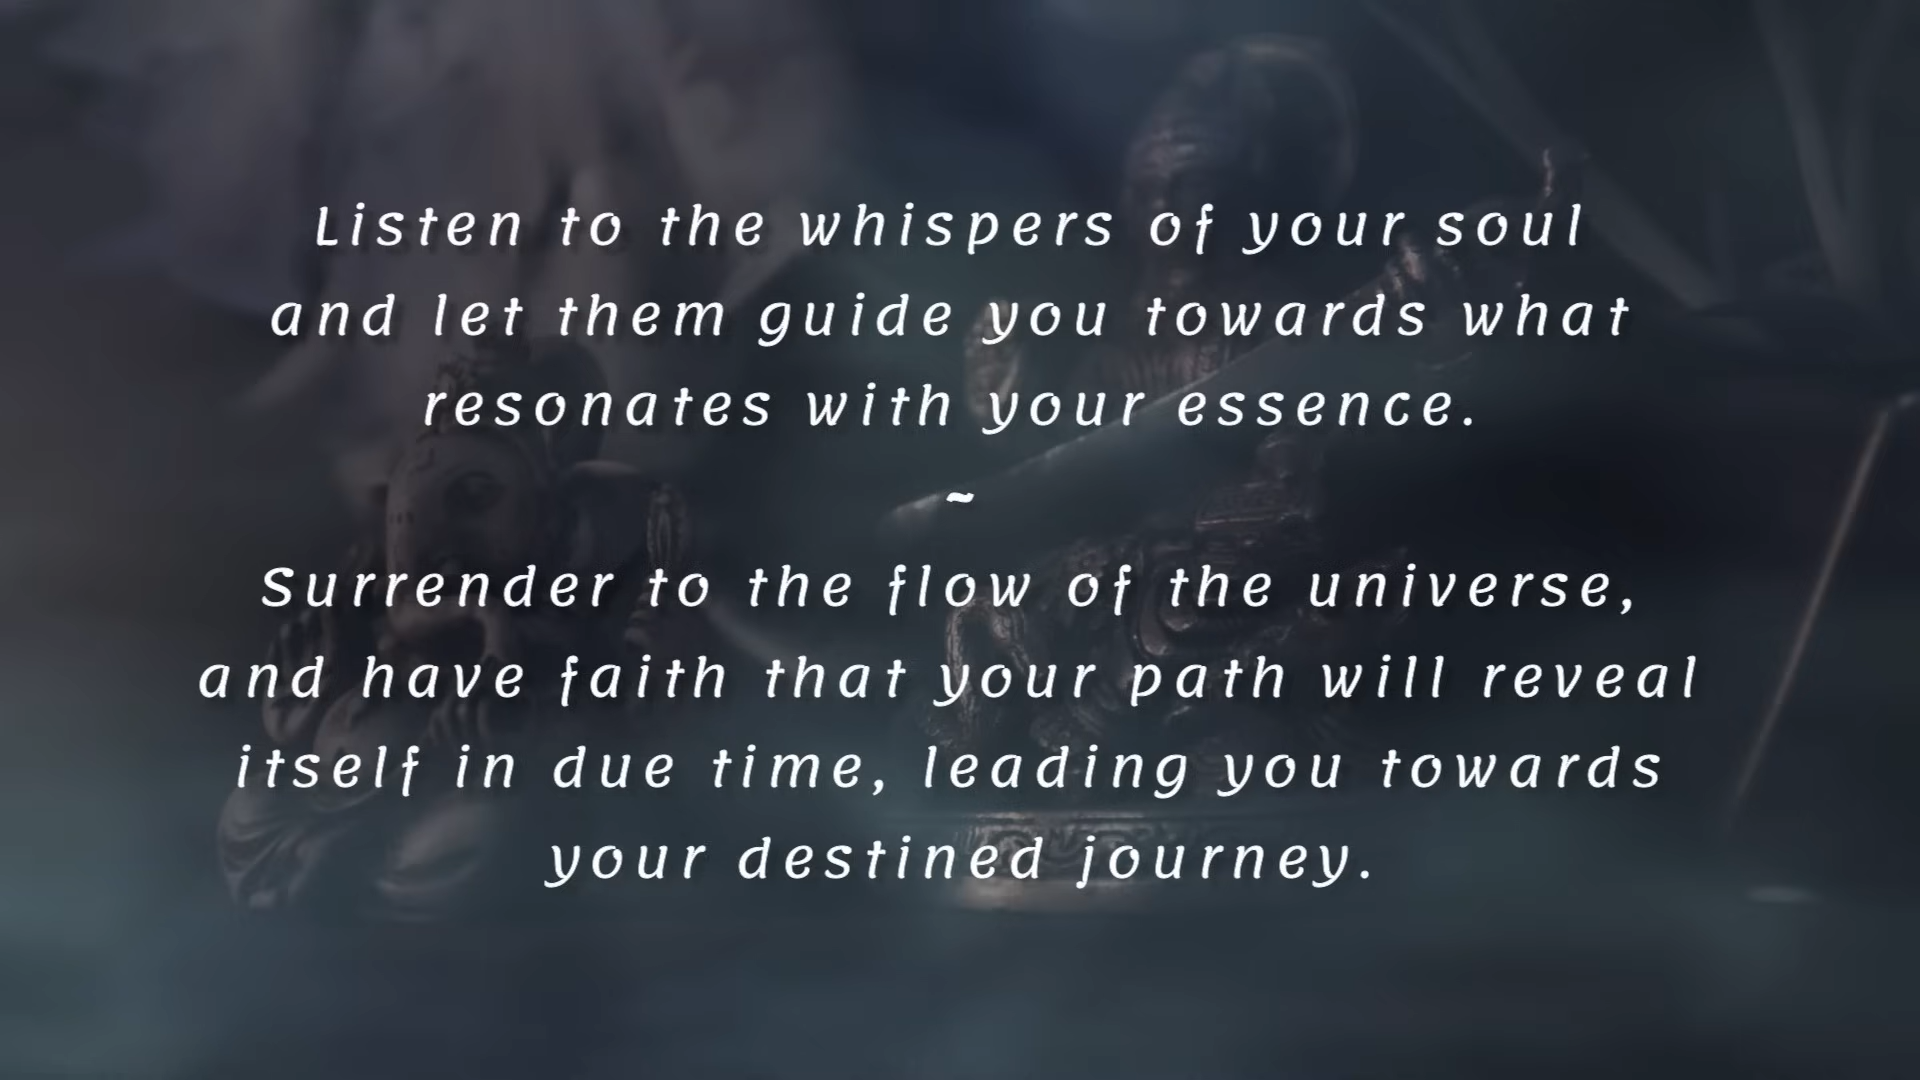 Listen to the whispers of your soul
and let them guide you towards what
resonates with your essence.
~
Surrender to the flow of the universe,
and have faith that your path will reveal
itself in due time, leading you towards
your destined journey.